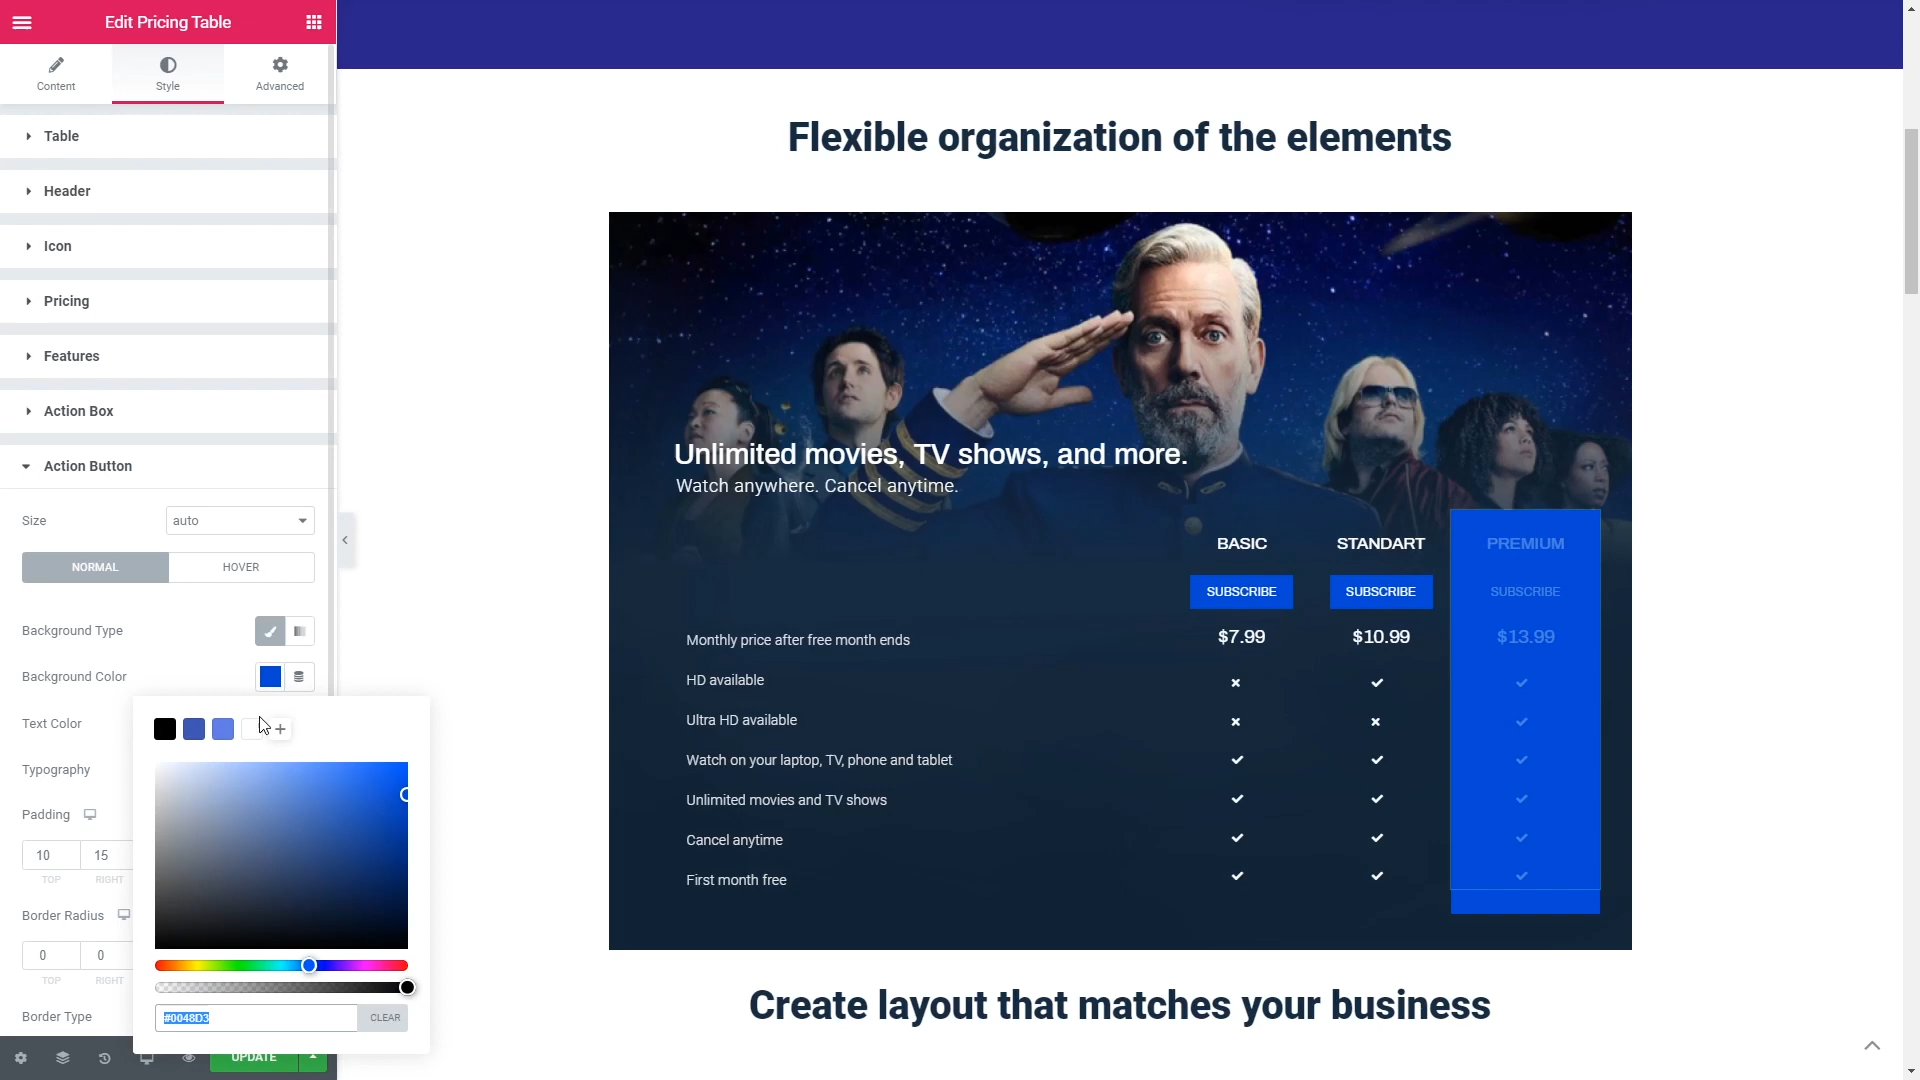 Edit Pricing Table
Content
Style
Advanced
Table
Header
Icon
Pricing
Features
Action Box
Action Button
Size
auto
NORMAL
HOVER
Background Type
Background Color
Text Color
Typography
Padding
10
15
TOP
RIGHT
Border Radius
0
0
TOP
RIGHT
Border Type
#0048D3
CLEAR
UPDATE
Flexible organization of the elements
Unlimited movies, TV shows, and more.
Watch anywhere. Cancel anytime.
BASIC
STANDART
PREMIUM
SUBSCRIBE
SUBSCRIBE
SUBSCRIBE
Monthly price after free month ends
$7.99
$10.99
$13.99
HD available
Ultra HD available
Watch on your laptop, TV, phone and tablet
Unlimited movies and TV shows
Cancel anytime
First month free
Create layout that matches your business